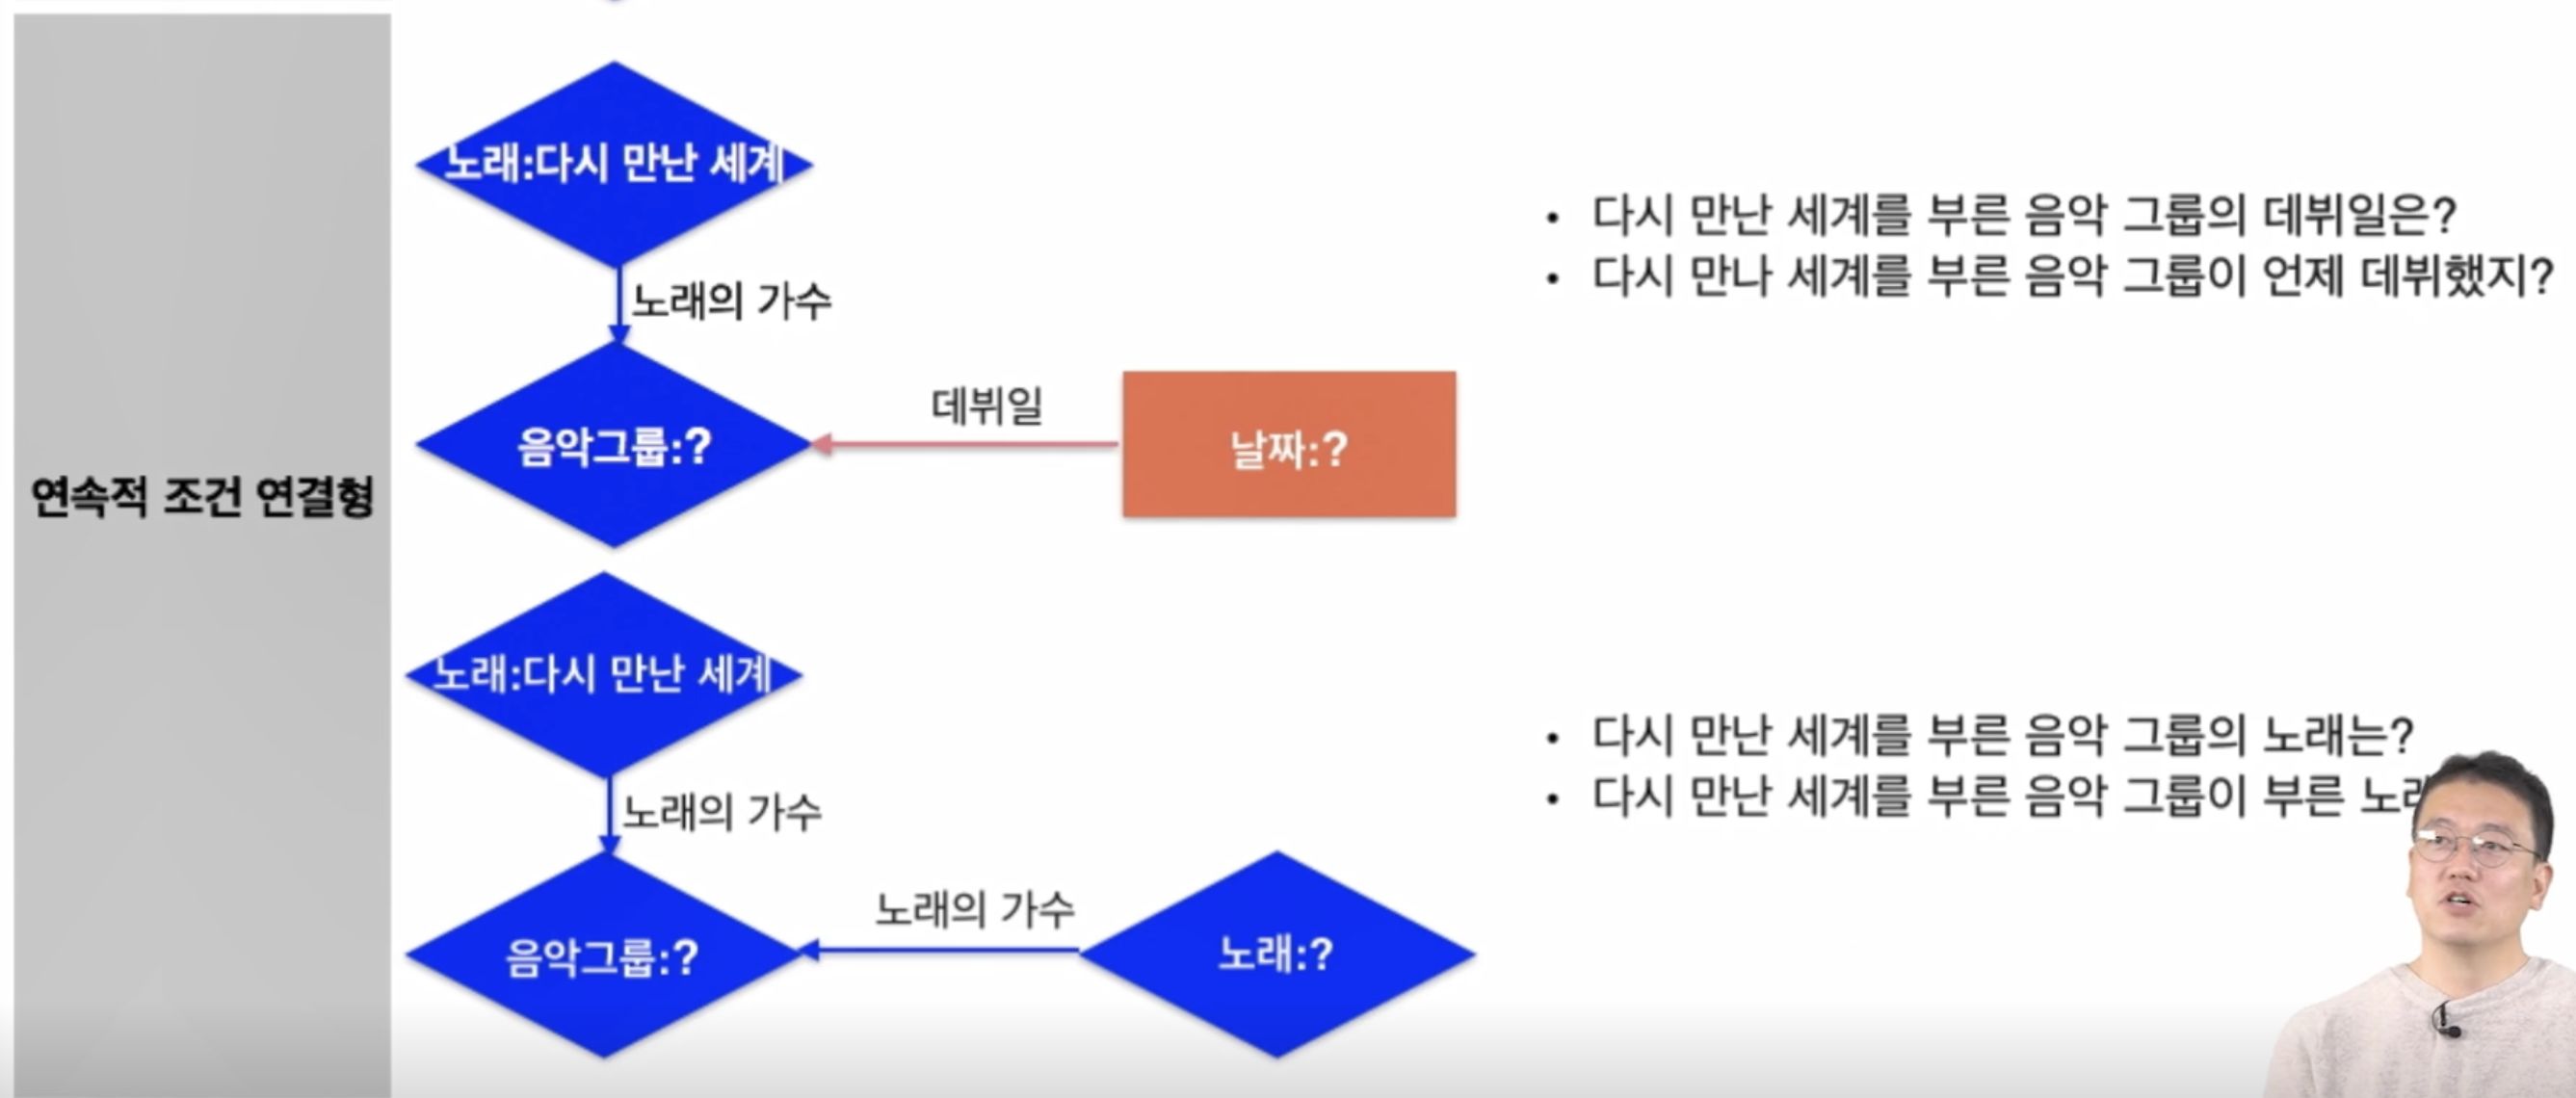 노래:다시 만난 세계
노래의 가수
데뷔일
음악그룹:?
날짜:?
연속적 조건 연결형
• 다시 만난 세계를 부른 음악 그룹의 데뷔일은?
• 다시 만나 세계를 부른 음악 그룹이 언제 데뷔했지?
노래:다시 만난 세계
노래의 가수
노래의 가수
음악그룹:?
노래:?
• 다시 만난 세계를 부른 음악 그룹의 노래는?
• 다시 만난 세계를 부른 음악 그룹이 부른